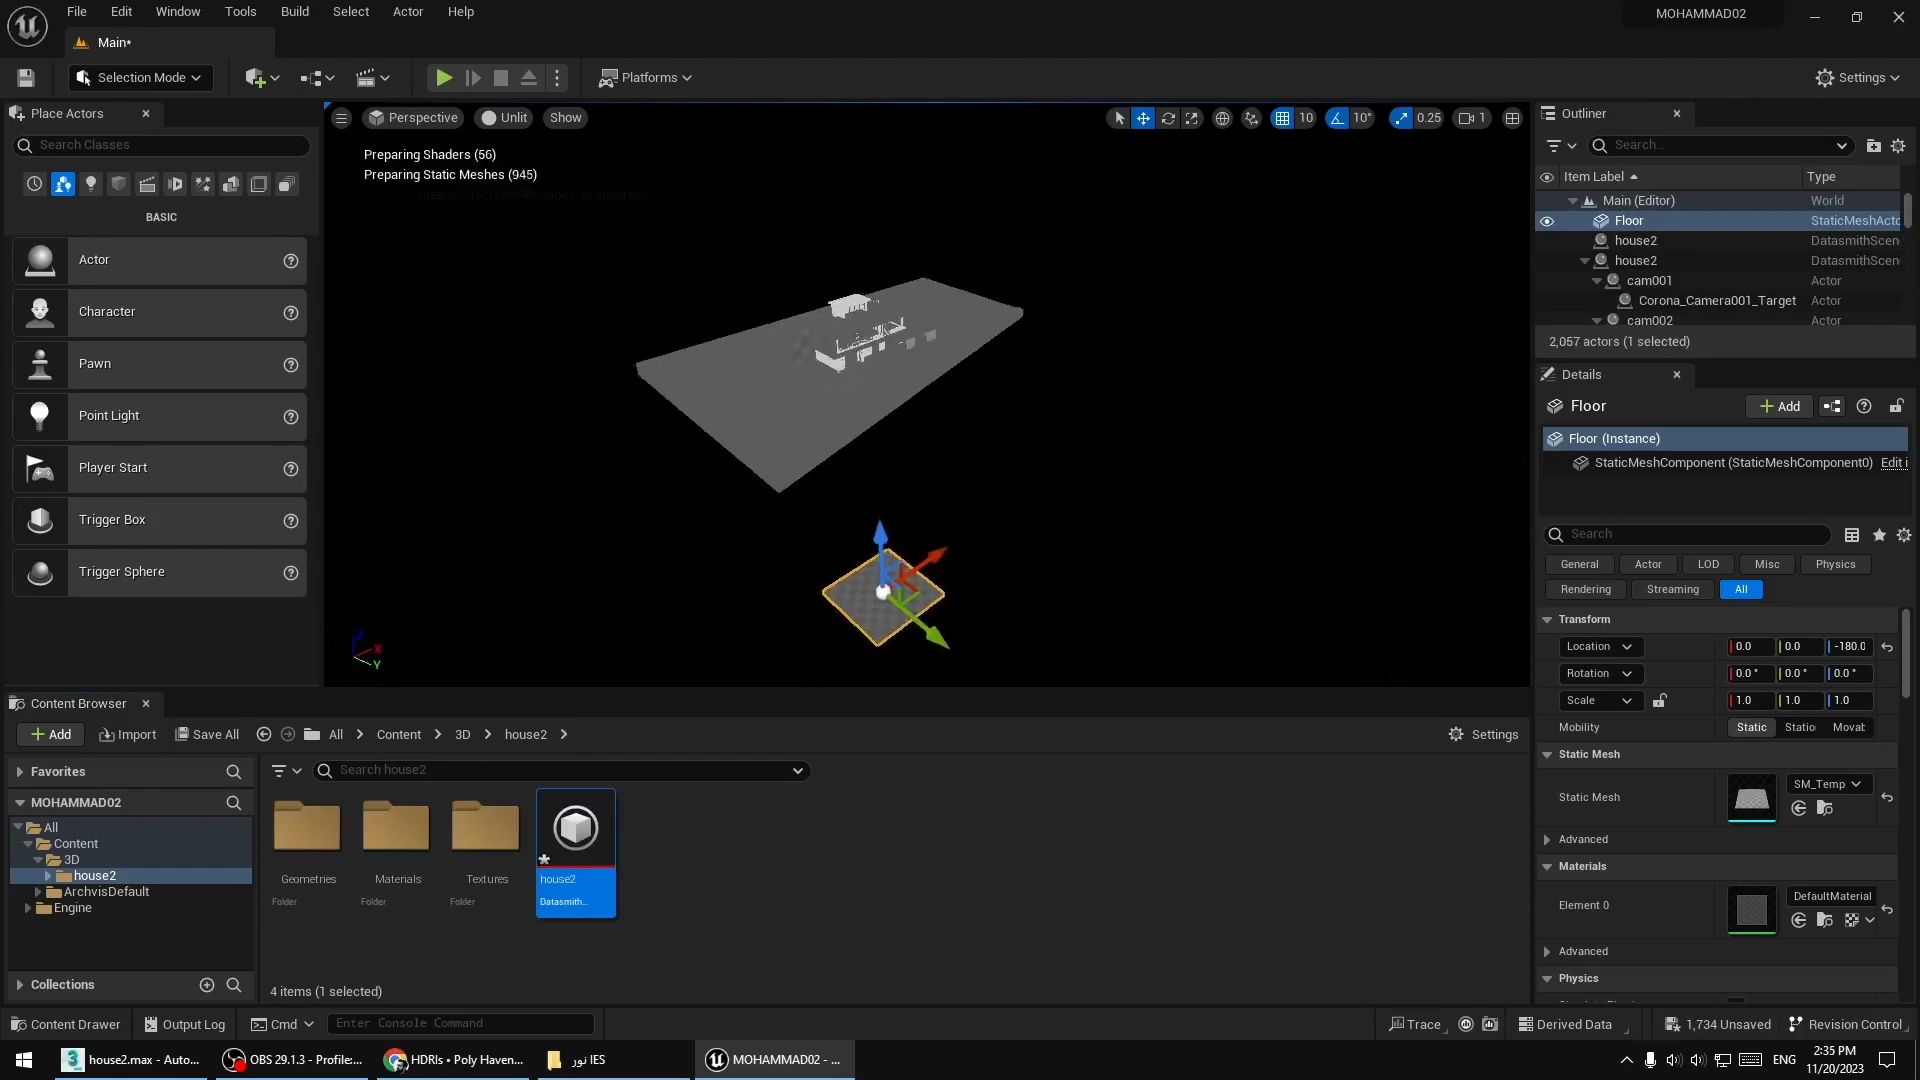 File Edit Window Tools Build Select Actor Help
MOHAMMAD02
Main*
Selection Mode
Platforms
Settings
Place Actors
Search Classes
BASIC
Actor
Character
Pawn
Point Light
Player Start
Trigger Box
Trigger Sphere
Perspective
Unlit
Show
10
10°
0.25
1
Preparing Shaders (56)
Preparing Static Meshes (945)
Z
X
Y
Outliner
Search...
Item Label
Type
Main (Editor) World
Floor StaticMeshActo
house2 DatasmithScen
house2 DatasmithScen
cam001 Actor
Corona_Camera001_Target Actor
cam002 Actor
2,057 actors (1 selected)
Details
Floor
Add
Floor (Instance)
StaticMeshComponent (StaticMeshComponent0) Edit i
Search
General Actor LOD Misc Physics
Rendering Streaming All
Transform
Location 0.0 0.0 -180.0
Rotation 0.0 ° 0.0 ° 0.0 °
Scale 1.0 1.0 1.0
Mobility Static Statio Movab
Static Mesh
Static Mesh SM_Temp
Advanced
Materials
Element 0 DefaultMaterial
Advanced
Physics
Content Browser
Add Import Save All All Content 3D house2 Settings
Favorites
MOHAMMAD02
All
Content
3D
house2
ArchvisDefault
Engine
Collections
Search house2
Geometries
Folder
Materials
Folder
Textures
Folder
house2
Datasmith...
4 items (1 selected)
Content Drawer Output Log Cmd Enter Console Command Trace Derived Data 1,734 Unsaved Revision Control
house2.max - Auto... OBS 29.1.3 - Profile:... HDRIs • Poly Haven... نور IES MOHAMMAD02 - ...
ENG
2:35 PM
11/20/2023